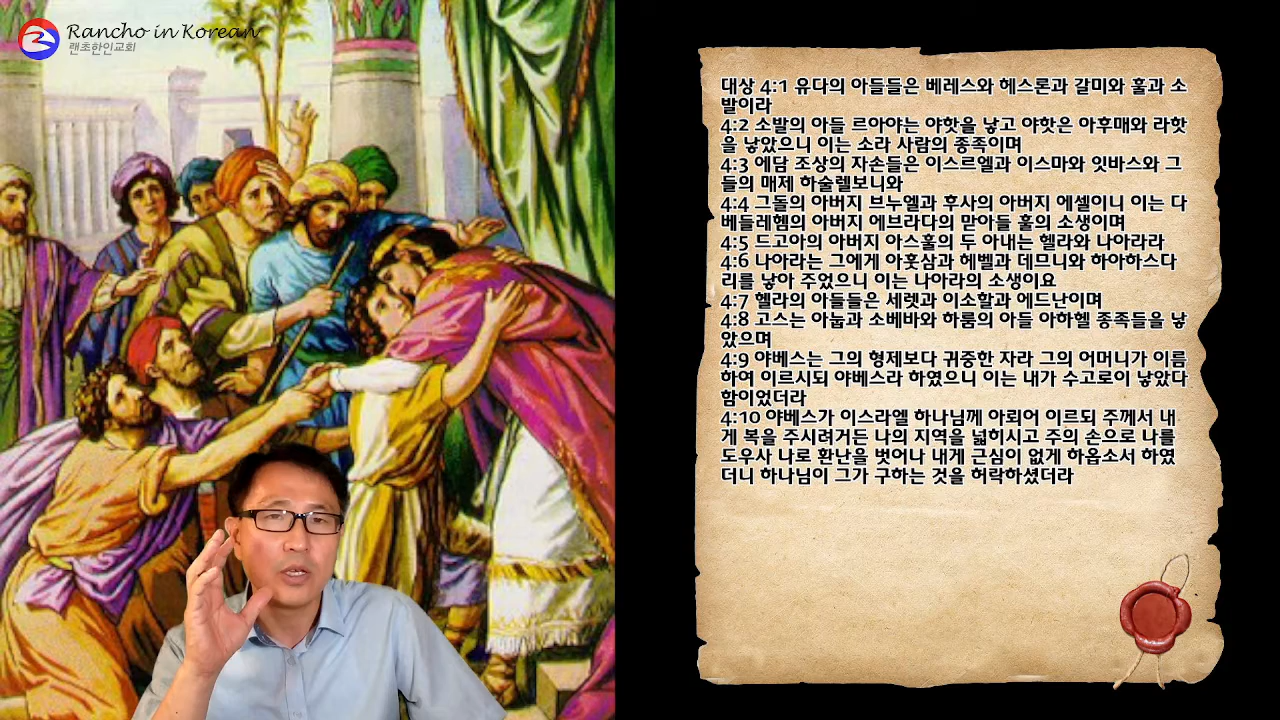 Rancho in Korean
랜초한인교회
대상 4:1 유다의 아들들은 베레스와 헤스론과 갈미와 훌과 소
발이라
4:2 소발의 아들 르아야는 야핫을 낳고 야핫은 아후매와 라핫
을 낳았으니 이는 소라 사람의 종족이며
4:3 에담 조상의 자손들은 이스르엘과 이스마와 잇바스와 그
들의 매제 하술렐보니와
4:4 그돌의 아버지 브누엘과 후사의 아버지 에셀이니 이는 다
베들레헴의 아버지 에브라다의 맏아들 훌의 소생이며
4:5 드고아의 아버지 아스훌의 두 아내는 헬라와 나아라라
4:6 나아라는 그에게 아훗삼과 헤벨과 데므니와 하아하스다
리를 낳아 주었으니 이는 나아라의 소생이요
4:7 헬라의 아들들은 세렛과 이소할과 에드난이며
4:8 고스는 아눕과 소베바와 하룸의 아들 아하헬 종족들을 낳
았으며
4:9 야베스는 그의 형제보다 귀중한 자라 그의 어머니가 이름
하여 이르시되 야베스라 하였으니 이는 내가 수고로이 낳았다
함이었더라
4:10 야베스가 이스라엘 하나님께 아뢰어 이르되 주께서 내
게 복을 주시려거든 나의 지역을 넓히시고 주의 손으로 나를
도우사 나로 환난을 벗어나 내게 근심이 없게 하옵소서 하였
더니 하나님이 그가 구하는 것을 허락하셨더라